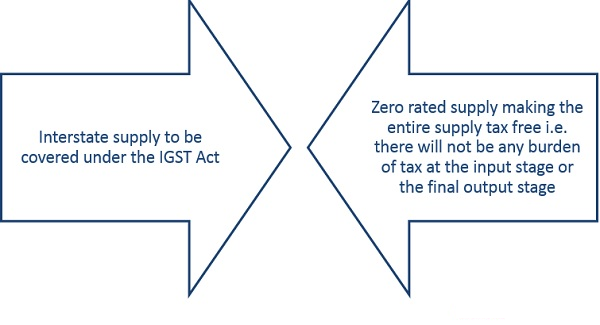 Interstate supply to be
covered under the IGST Act
Zero rated supply making the
entire supply tax free i.e.
there will not be any burden
of tax at the input stage or
the final output stage